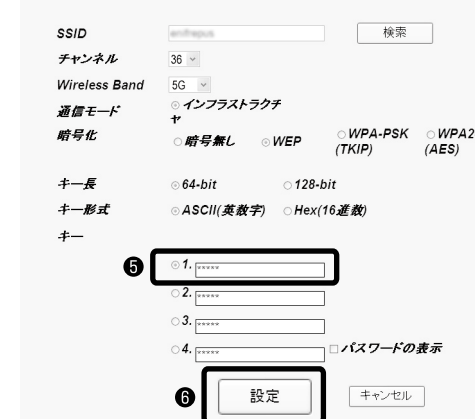 SSID 検索
チャンネル 36
Wireless Band 5G
通信モード インフラストラクチ
ャ
暗号化 暗号無し WEP WPA-PSK WPA2
(TKIP) (AES)
キー長 64-bit 128-bit
キー形式 ASCII(英数字) Hex(16進数)
キー
❺ 1. *****
2. *****
3. *****
4. ***** パスワードの表示
❻ 設定 キャンセル